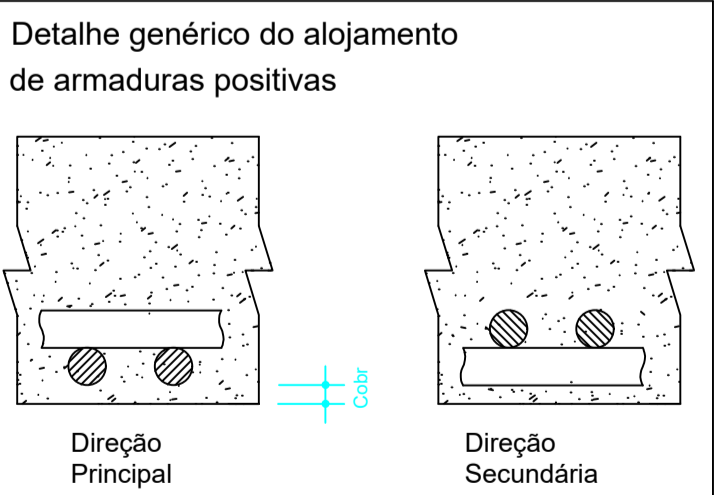 Detalhe genérico do alojamento
de armaduras positivas
Cobr
Direção
Principal
Direção
Secundária